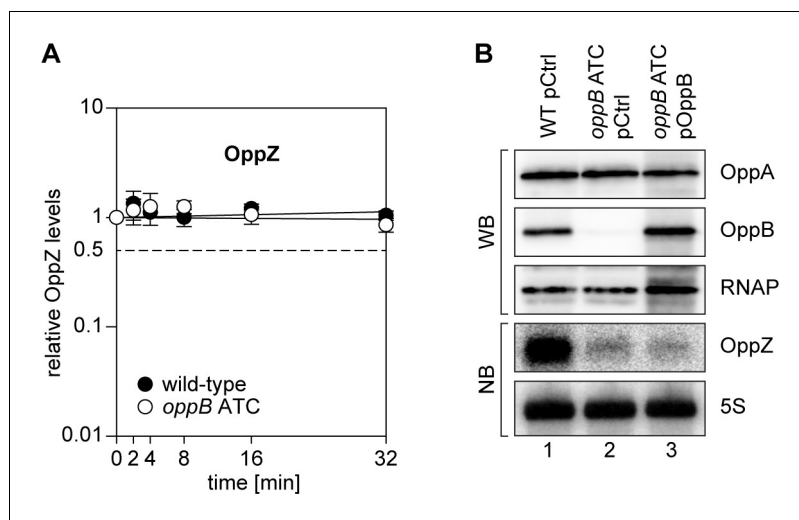 A
OppZ
relative OppZ levels
10
1
0.5
0.1
0.01
wild-type
oppB ATC
0 2 4 8 16 32
time [min]
B
WT pCtrl
oppB ATC
pCtrl
oppB ATC
pOppB
WB
OppA
OppB
RNAP
NB
OppZ
5S
1 2 3